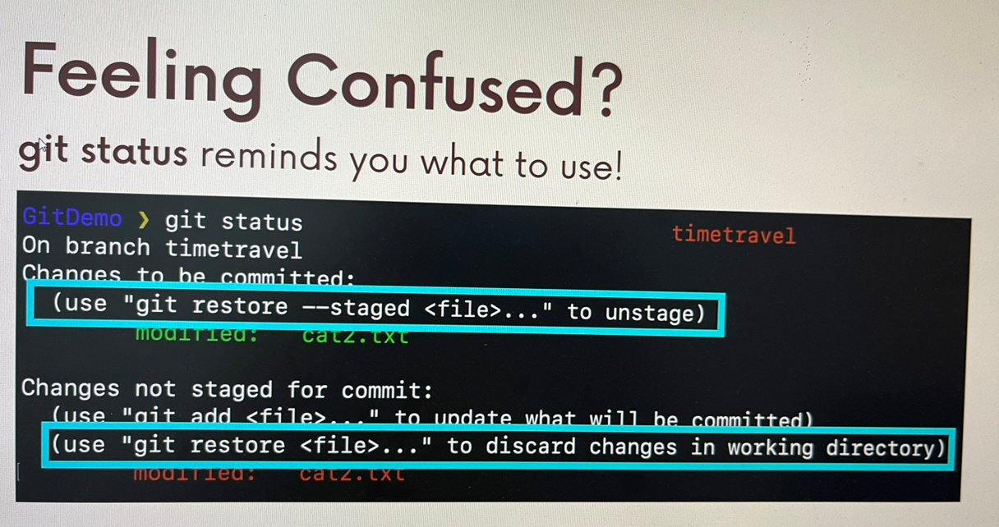 Feeling Confused?
git status reminds you what to use!
GitDemo ❯ git status
timetravel
On branch timetravel
Changes to be committed:
(use "git restore --staged <file>..." to unstage)
modified: cat2.txt
Changes not staged for commit:
(use "git add <file>..." to update what will be committed)
(use "git restore <file>..." to discard changes in working directory)
modified: cat2.txt